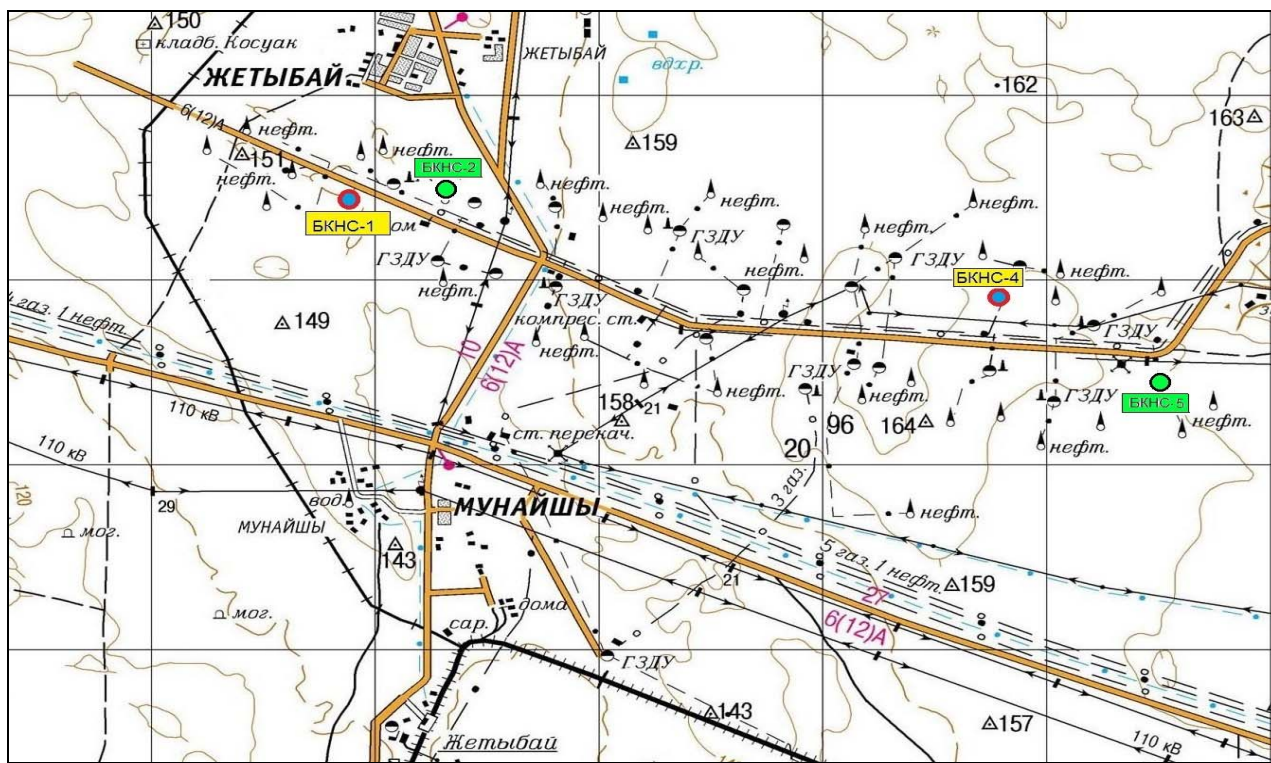 150
кладб. Косуак
ЖЕТЫБАЙ
ЖЕТЫБАЙ
вдхр.
162
163
6(12)А
нефт.
151
нефт.
нефт.
БКНС-2
159
БКНС-1
ом
нефт.
нефт.
нефт.
нефт.
ГЗДУ
нефт.
ГЗДУ
нефт.
ГЗДУ
нефт.
БКНС-4
нефт.
4 газ. 1 нефт.
149
ГЗДУ
компрес. ст.
ГЗДУ
10
6(12)А
нефт.
нефт.
ГЗДУ
нефт.
ГЗДУ
БКНС-5
110 кВ
158
21
96
164
нефт.
ст. перекач.
20
нефт.
110 кВ
3 газ.
120
29
вод.
МУНАЙШЫ
МУНАЙШЫ
нефт.
мог.
143
5 газ. 1 нефт.
21
159
27
6(12)А
мог.
дома
сар.
ГЗДУ
143
157
Жетыбай
110 кВ